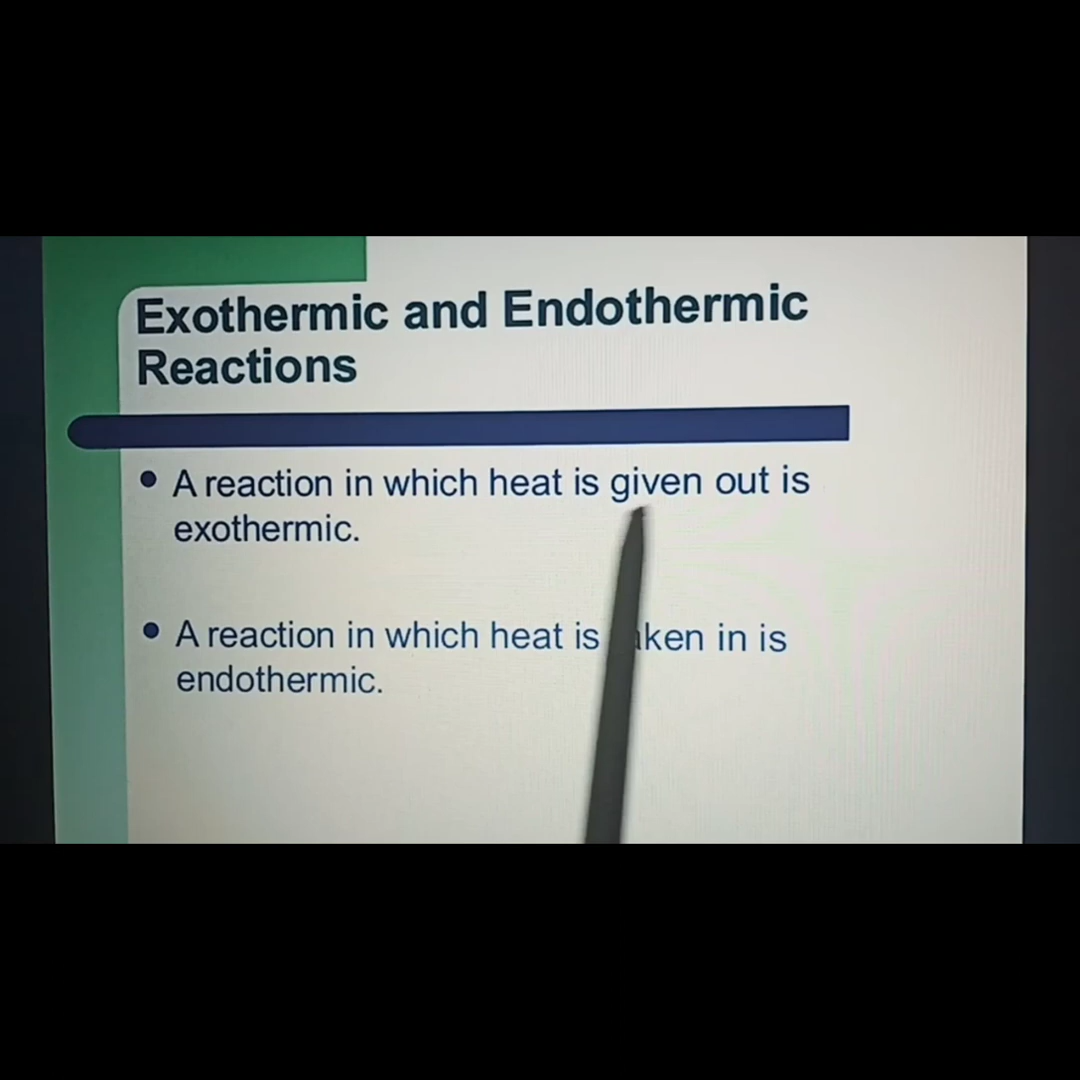 Exothermic and Endothermic
Reactions
• A reaction in which heat is given out is
exothermic.
• A reaction in which heat is in is
endothermic.